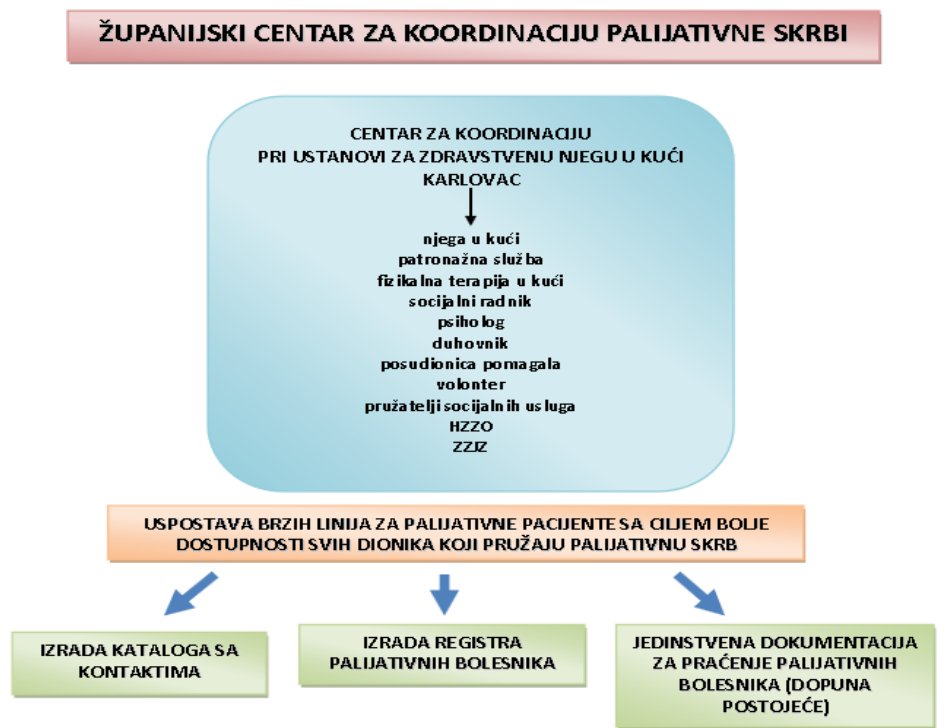 ŽUPANIJSKI CENTAR ZA KOORDINACIJU PALIJATIVNE SKRBI
CENTAR ZA KOORDINACIJU
PRI USTANOVI ZA ZDRAVSTVENU NJEGU U KUĆI
KARLOVAC
njega u kući
patronažna služba
fizikalna terapija u kući
socijalni radnik
psiholog
duhovnik
posudionica pomagala
volonter
pružatelji socijalnih usluga
HZZO
ZZJZ
USPOSTAVA BRZIH LINIJA ZA PALIJATIVNE PACIJENTE SA CILJEM BOLJE
DOSTUPNOSTI SVIH DIONIKA KOJI PRUŽAJU PALIJATIVNU SKRB
IZRADA KATALOGA SA
KONTAKTIMA
IZRADA REGISTRA
PALIJATIVNIH BOLESNIKA
JEDINSTVENA DOKUMENTACIJA
ZA PRAĆENJE PALIJATIVNIH
BOLESNIKA (DOPUNA
POSTOJEĆE)